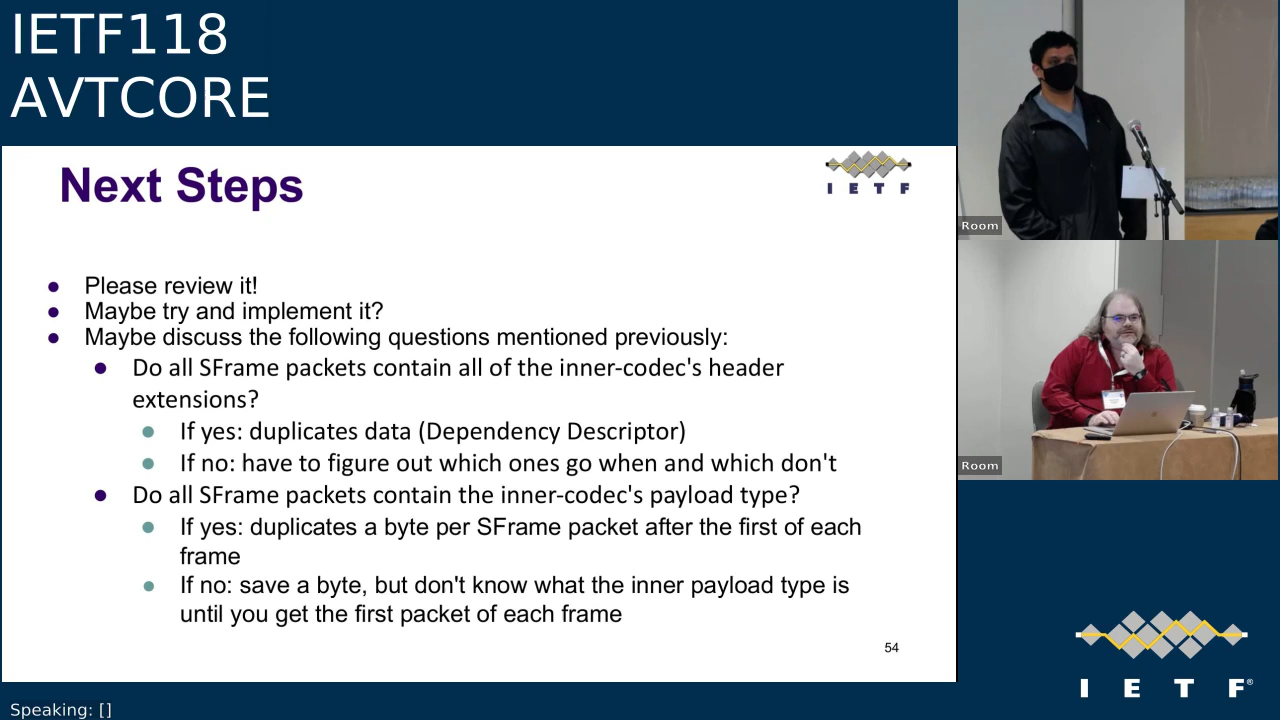 IETF118
AVTCORE
Next Steps
I E T F
● Please review it!
● Maybe try and implement it?
● Maybe discuss the following questions mentioned previously:
● Do all SFrame packets contain all of the inner-codec's header
extensions?
● If yes: duplicates data (Dependency Descriptor)
● If no: have to figure out which ones go when and which don't
● Do all SFrame packets contain the inner-codec's payload type?
● If yes: duplicates a byte per SFrame packet after the first of each
frame
● If no: save a byte, but don't know what the inner payload type is
until you get the first packet of each frame
54
Room
Room
I E T F®
Speaking: []